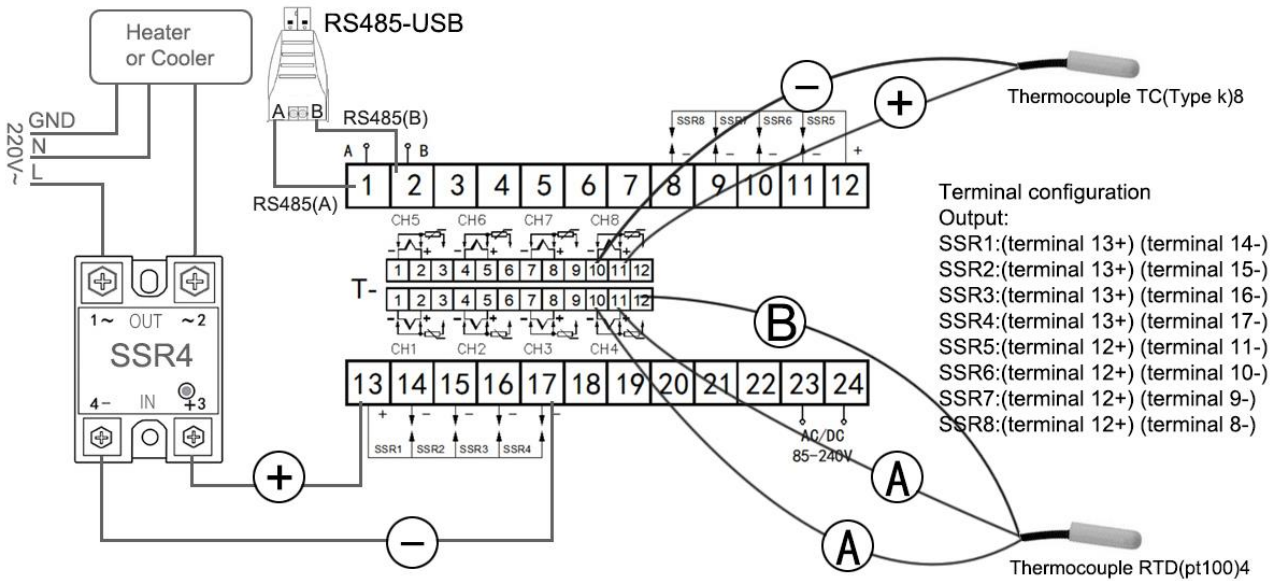 Heater
or Cooler
RS485-USB
A B
RS485(B)
GND
N
L
220V~
A B
RS485(A)
SSR8 SSR7 SSR6 SSR5
- - - - +
1 2 3 4 5 6 7 8 9 10 11 12
CH5 CH6 CH7 CH8
- + - + - + - +
1 2 3 4 5 6 7 8 9 10 11 12
T-
1 2 3 4 5 6 7 8 9 10 11 12
- + - + - + - +
CH1 CH2 CH3 CH4
13 14 15 16 17 18 19 20 21 22 23 24
+ - - - -
SSR1 SSR2 SSR3 SSR4
AC/DC
85-240V
1~ OUT ~2
SSR4
4- IN +3
+
-
-
+
B
A
A
Thermocouple TC(Type k)8
Terminal configuration
Output:
SSR1:(terminal 13+) (terminal 14-)
SSR2:(terminal 13+) (terminal 15-)
SSR3:(terminal 13+) (terminal 16-)
SSR4:(terminal 13+) (terminal 17-)
SSR5:(terminal 12+) (terminal 11-)
SSR6:(terminal 12+) (terminal 10-)
SSR7:(terminal 12+) (terminal 9-)
SSR8:(terminal 12+) (terminal 8-)
Thermocouple RTD(pt100)4